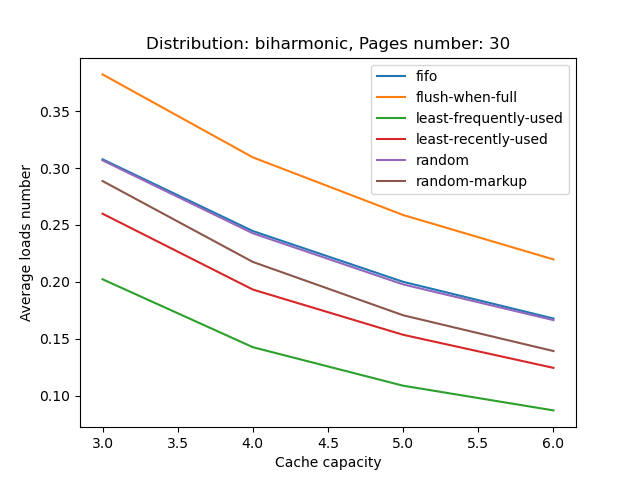 Distribution: biharmonic, Pages number: 30
fifo
flush-when-full
least-frequently-used
least-recently-used
random
random-markup
Average loads number
0.35
0.30
0.25
0.20
0.15
0.10
3.0 3.5 4.0 4.5 5.0 5.5 6.0
Cache capacity